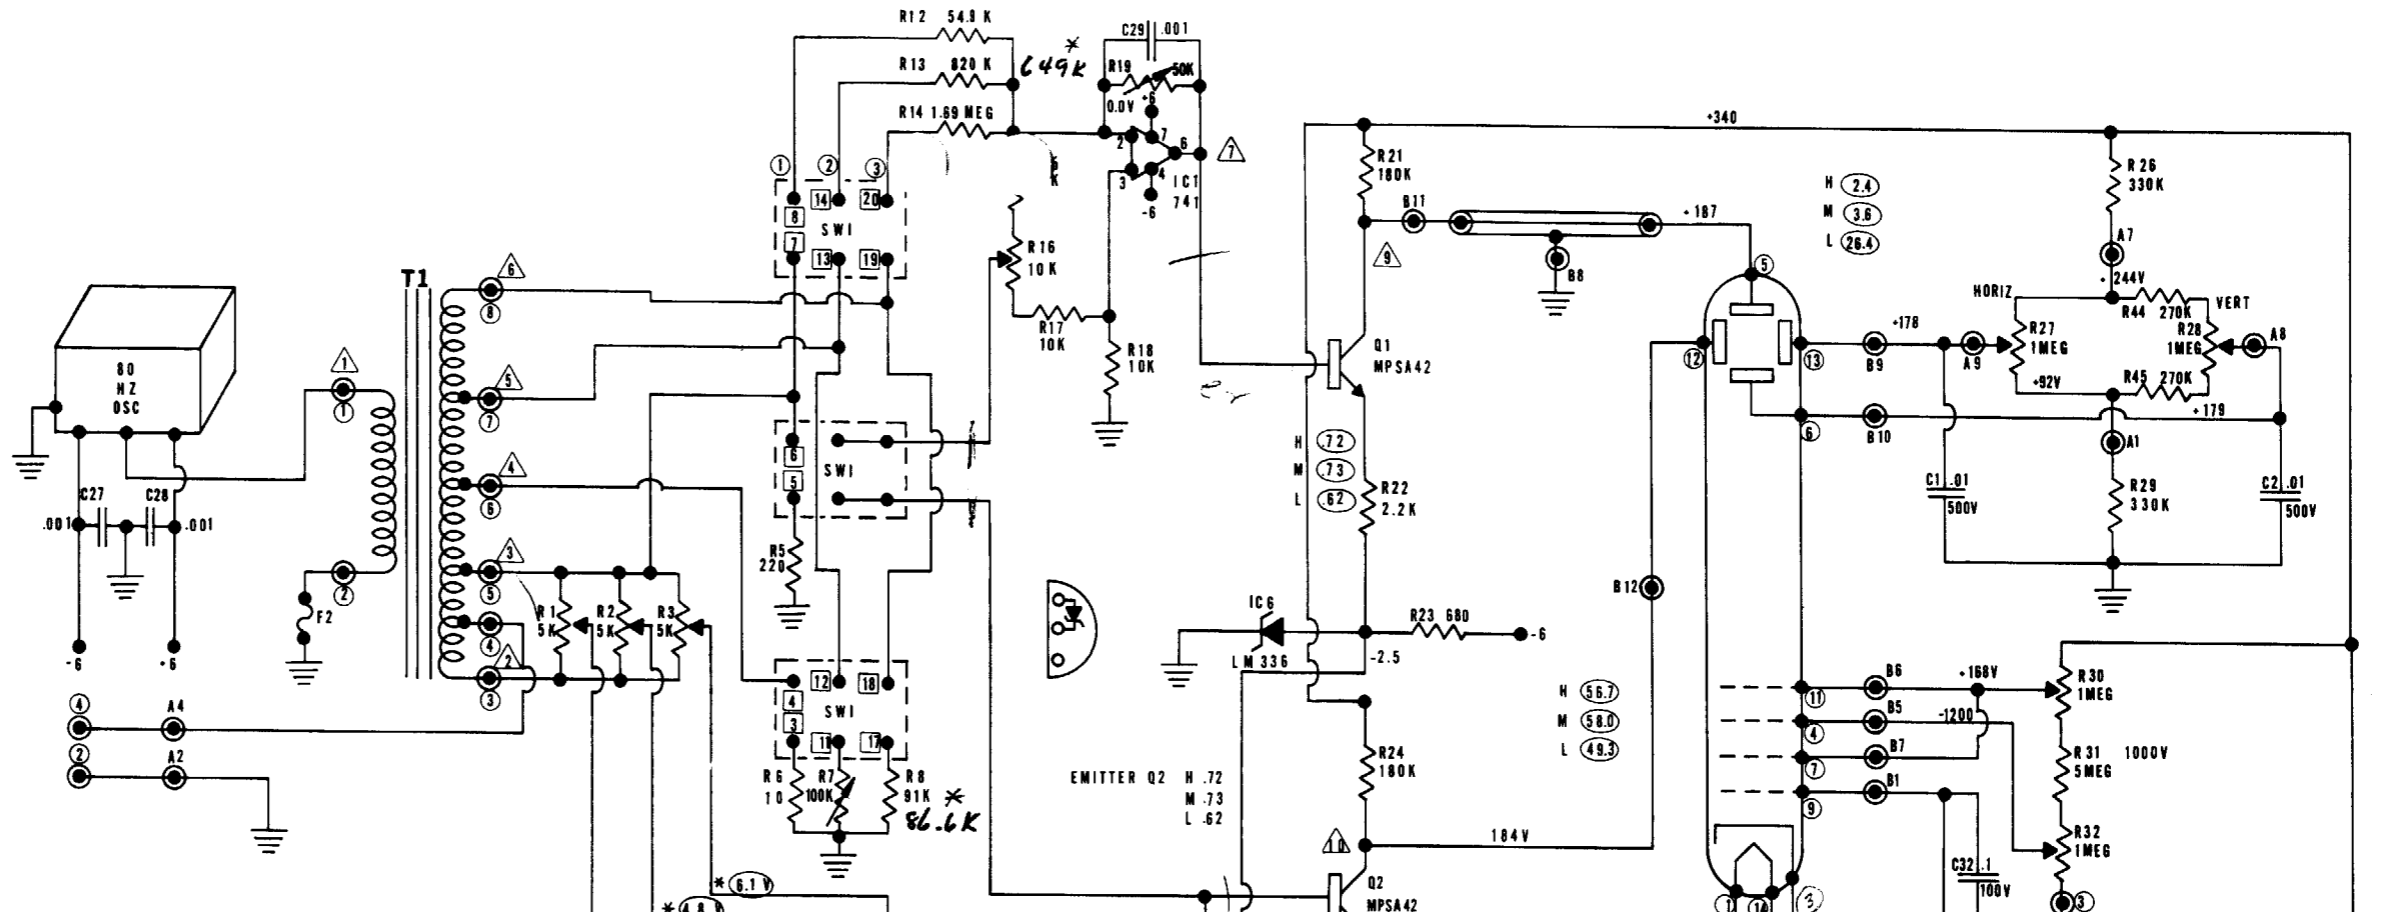 R12 54.9 K
R13 820 K
649K *
R14 1.69 MEG
C29 .001
R19 50K
0.0V +6
2 7 6
3 4
-6
IC1
741
7
1 2 3
8 14 20
SW1
7 13 19
R16
10K
R17
10K
R18
10K
T1
80
HZ
OSC
C27 C28
.001 .001
-6 +6
4 A4
2 A2
1
1
2
F2
6
8
5
7
4
6
3
5
4
2
3
R1
5K
R2
5K
R3
5K
6
SW1
5
R5
220
4 12 18
SW1
3 11 17
R6
10
R7
100K
R8
91K *
86.6K
* 6.1 V
* 4.8 V
+340
R21
180K
B11
+187
9
B8
Q1
MPSA42
H .72
M .73
L .62
R22
2.2K
IC6
LM336
R23 680
-6
-2.5
R24
180K
EMITTER Q2 H .72
M .73
L .62
10
184V
Q2
MPSA42
B12
H 56.7
M 58.0
L 49.3
H 2.4
M 3.6
L 26.4
5
12
13
6
+178
B9
A9
B10
+179
R26
330K
A7
+244V
HORIZ
VERT
R44 270K
R27
1MEG
R28
1MEG
A8
+92V
R45 270K
A1
R29
330K
C1 .01
500V
C2 .01
500V
11 B6 +168V
4 B5 -1200
7 B7
9 B1
R30
1MEG
R31 1000V
5MEG
R32
1MEG
C32 .1
100V
1 14 3
3